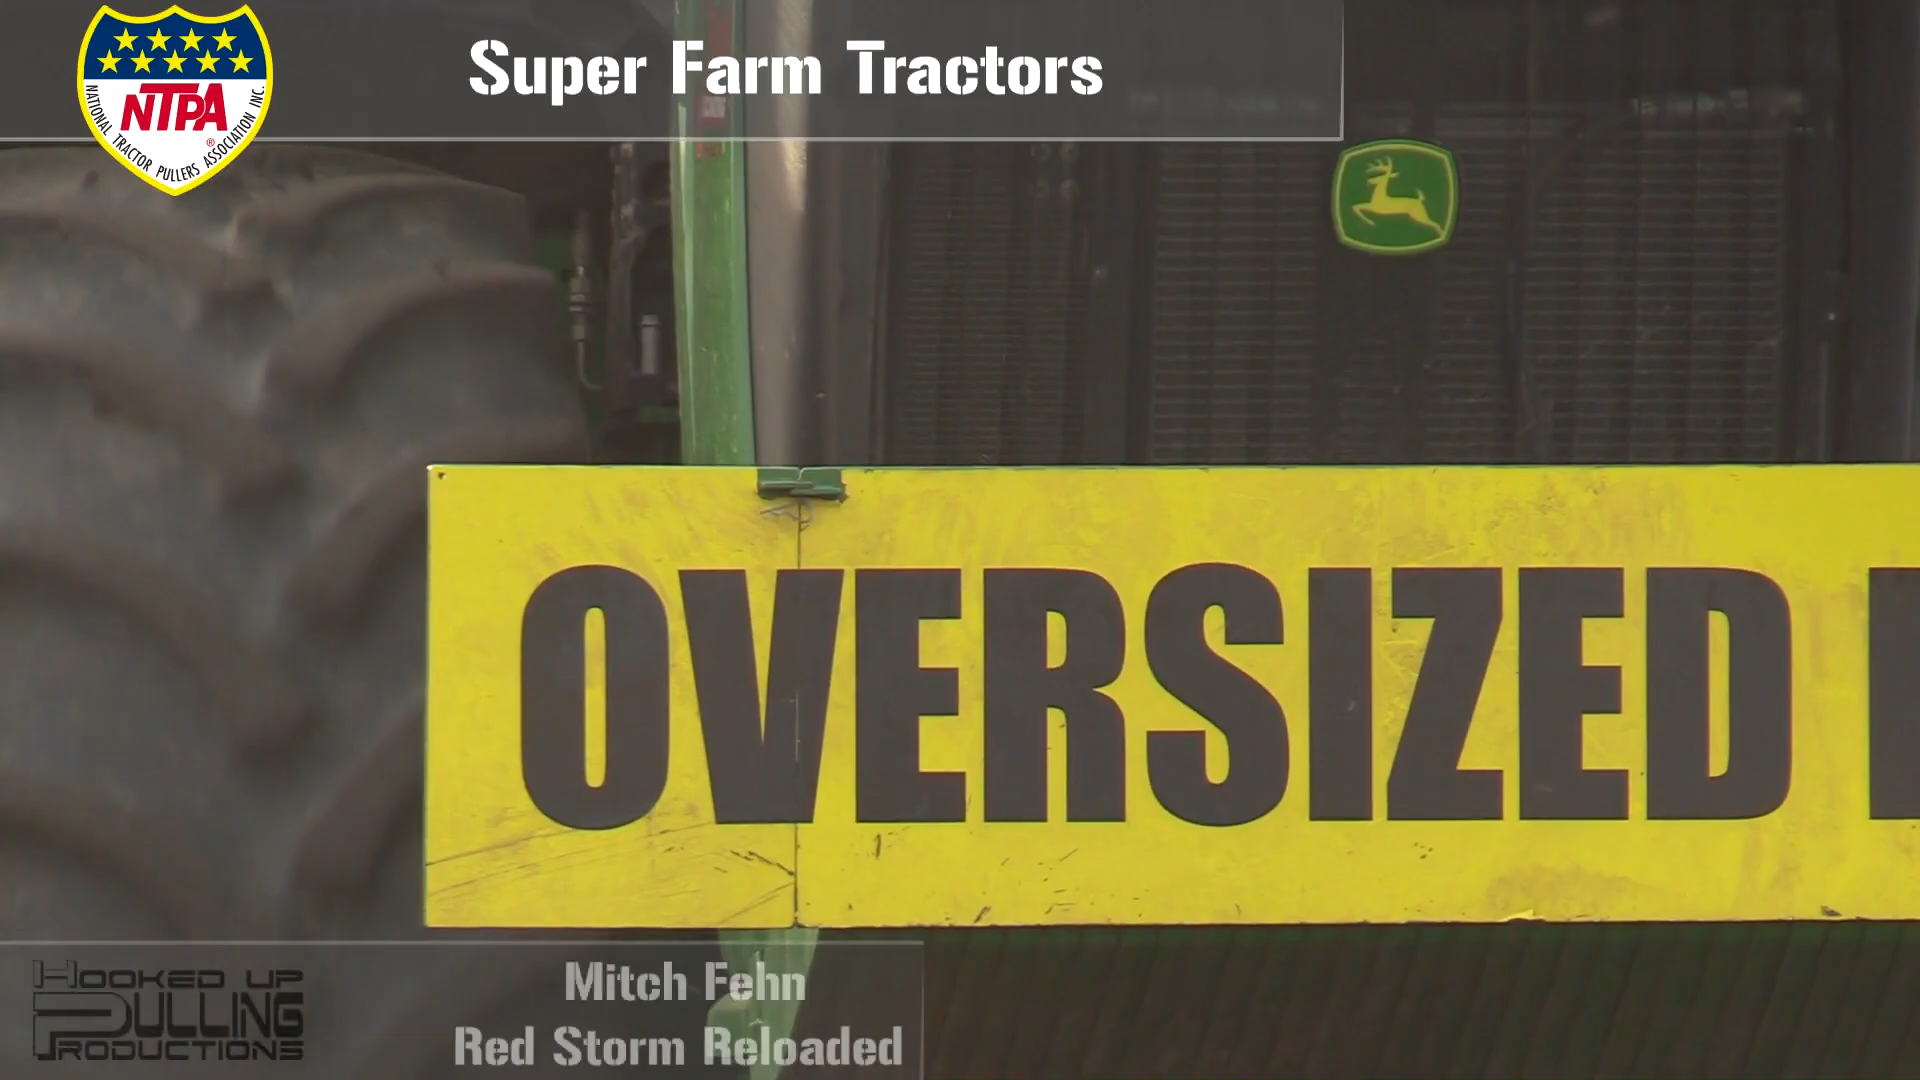 Super Farm Tractors
NTPA
®
NATIONAL TRACTOR PULLERS ASSOCIATION INC.
OVERSIZED
HOOKED UP
PULLING
PRODUCTIONS
Mitch Fehn
Red Storm Reloaded